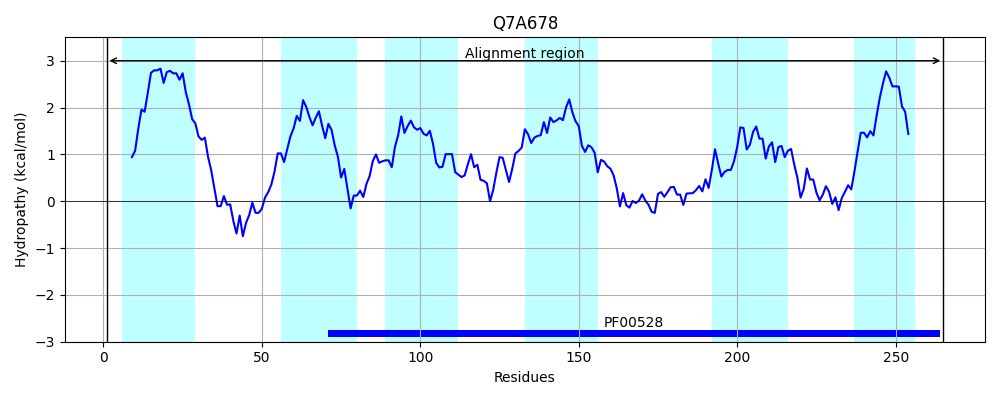 Q7A678
Alignment region
3
2
1
0
−1
−2
−3
Hydropathy (kcal/mol)
PF00528
0 50 100 150 200 250
Residues